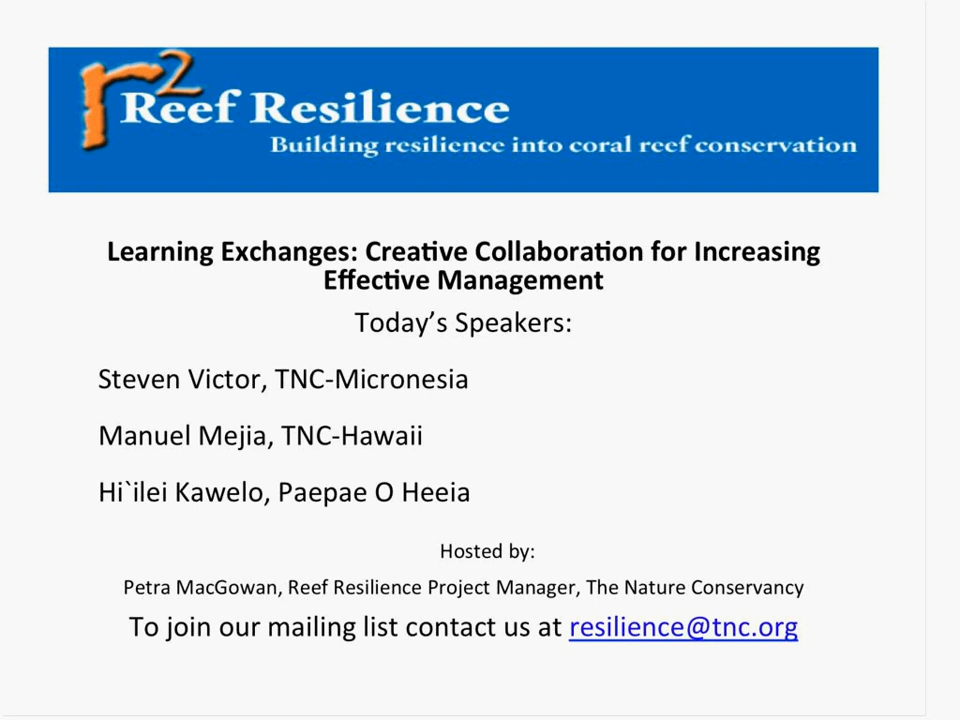 r2
Reef Resilience
Building resilience into coral reef conservation
Learning Exchanges: Creative Collaboration for Increasing
Effective Management
Today’s Speakers:
Steven Victor, TNC-Micronesia
Manuel Mejia, TNC-Hawaii
Hi`ilei Kawelo, Paepae O Heeia
Hosted by:
Petra MacGowan, Reef Resilience Project Manager, The Nature Conservancy
To join our mailing list contact us at resilience@tnc.org